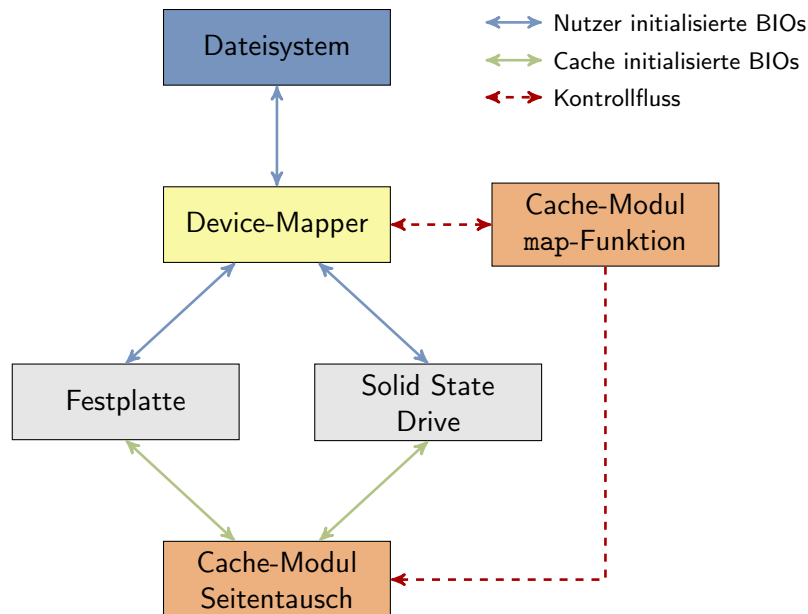 Dateisystem
Nutzer initialisierte BIOs
Cache initialisierte BIOs
Kontrollfluss
Device-Mapper
Cache-Modul
map-Funktion
Festplatte
Solid State
Drive
Cache-Modul
Seitentausch